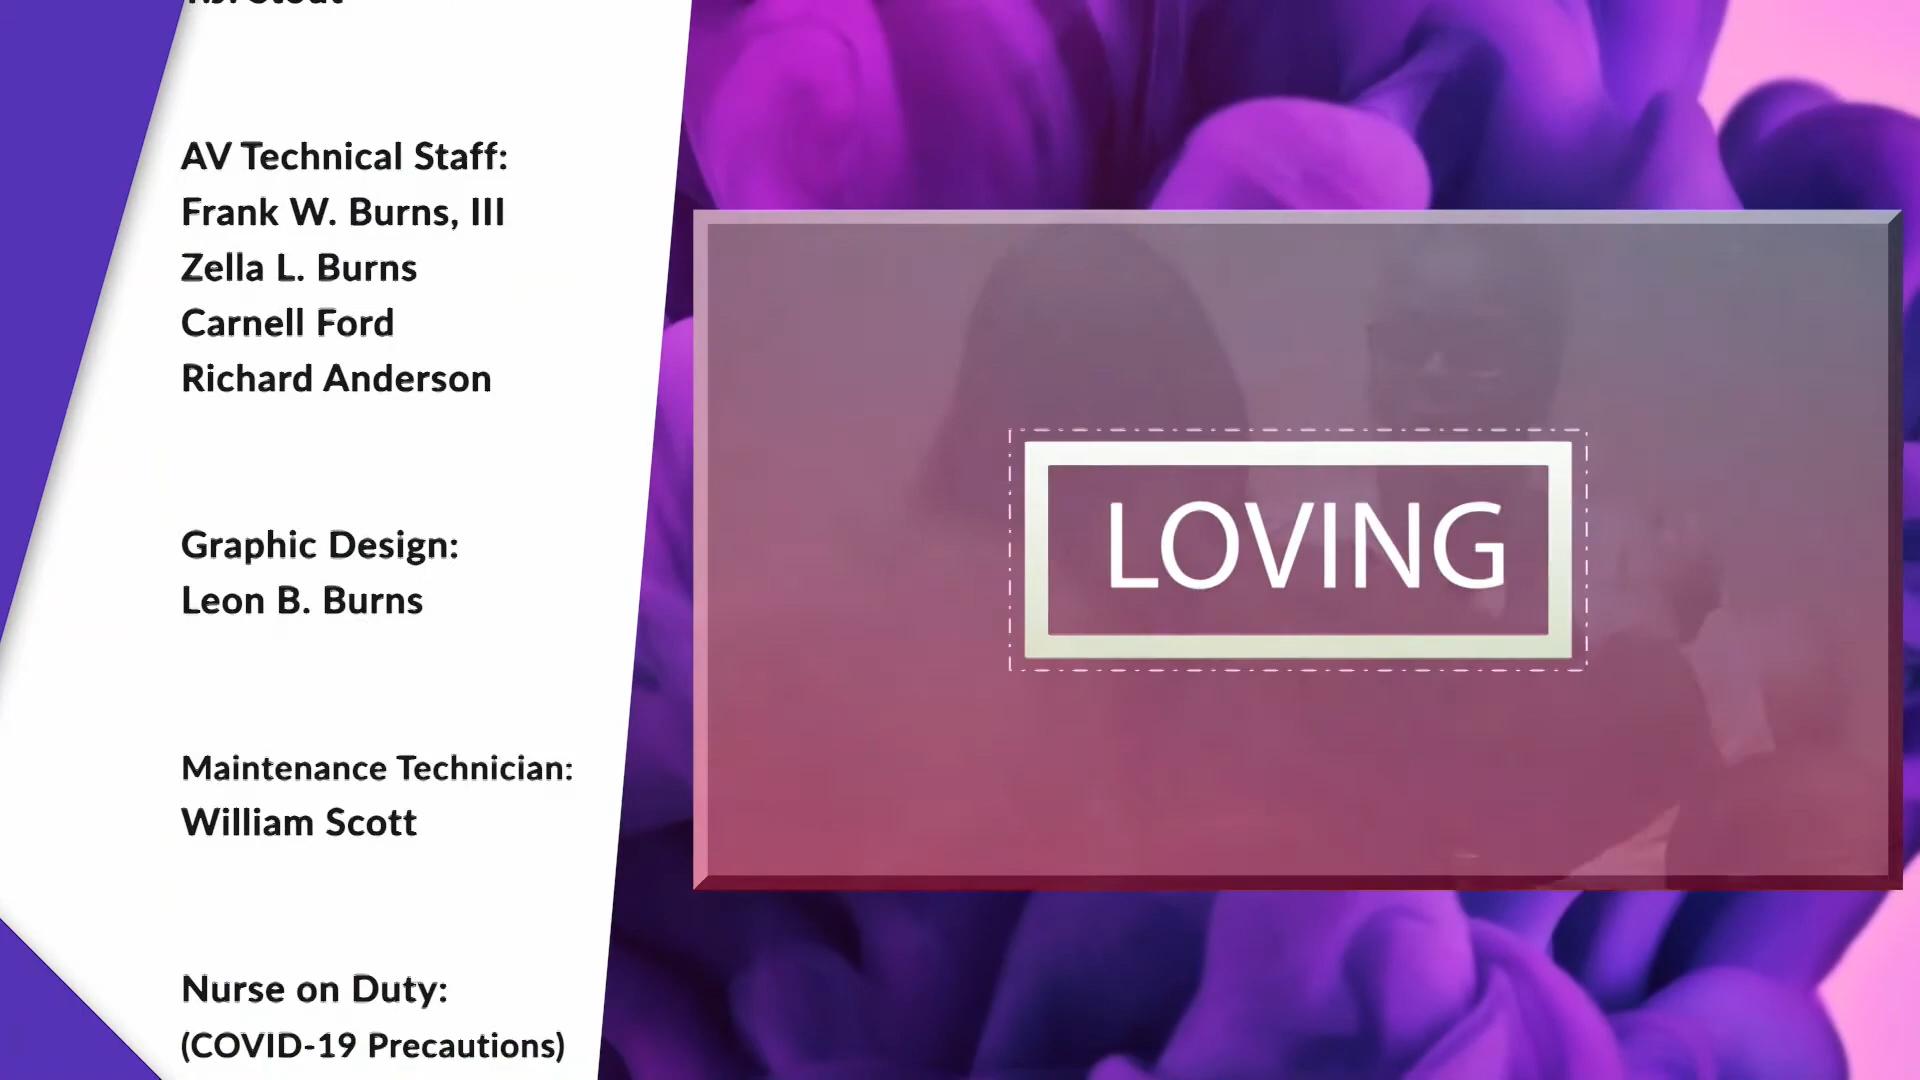 AV Technical Staff:
Frank W. Burns, III
Zella L. Burns
Carnell Ford
Richard Anderson
Graphic Design:
Leon B. Burns
Maintenance Technician:
William Scott
Nurse on Duty:
(COVID-19 Precautions)
LOVING